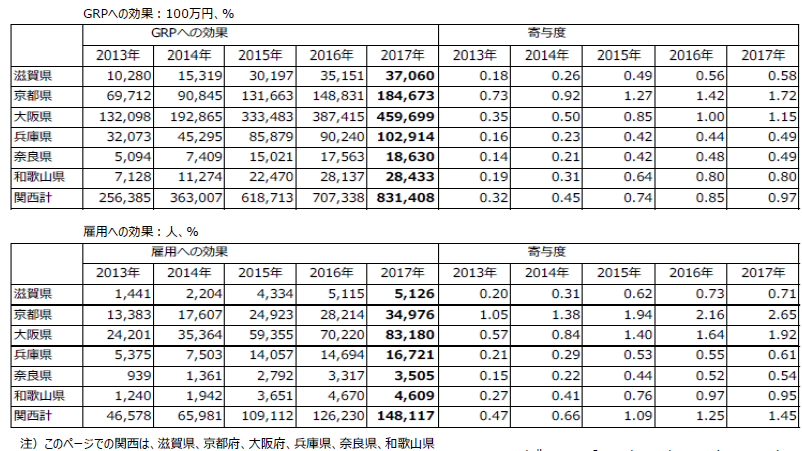 GRPへの効果：100万円、%
GRPへの効果 寄与度
2013年 2014年 2015年 2016年 2017年 2013年 2014年 2015年 2016年 2017年
滋賀県 10,280 15,319 30,197 35,151 37,060 0.18 0.26 0.49 0.56 0.58
京都県 69,712 90,845 131,663 148,831 184,673 0.73 0.92 1.27 1.42 1.72
大阪県 132,098 192,865 333,483 387,415 459,699 0.35 0.50 0.85 1.00 1.15
兵庫県 32,073 45,295 85,879 90,240 102,914 0.16 0.23 0.42 0.44 0.49
奈良県 5,094 7,409 15,021 17,563 18,630 0.14 0.21 0.42 0.48 0.49
和歌山県 7,128 11,274 22,470 28,137 28,433 0.19 0.31 0.64 0.80 0.80
関西計 256,385 363,007 618,713 707,338 831,408 0.32 0.45 0.74 0.85 0.97
雇用への効果：人、%
雇用への効果 寄与度
2013年 2014年 2015年 2016年 2017年 2013年 2014年 2015年 2016年 2017年
滋賀県 1,441 2,204 4,334 5,115 5,126 0.20 0.31 0.62 0.73 0.71
京都県 13,383 17,607 24,923 28,214 34,976 1.05 1.38 1.94 2.16 2.65
大阪県 24,201 35,364 59,355 70,220 83,180 0.57 0.84 1.40 1.64 1.92
兵庫県 5,375 7,503 14,057 14,694 16,721 0.21 0.29 0.53 0.55 0.61
奈良県 939 1,361 2,792 3,317 3,505 0.15 0.22 0.44 0.52 0.54
和歌山県 1,240 1,942 3,651 4,670 4,609 0.27 0.41 0.76 0.97 0.95
関西計 46,578 65,981 109,112 126,230 148,117 0.47 0.66 1.09 1.25 1.45
注）このページでの関西は、滋賀県、京都府、大阪府、兵庫県、奈良県、和歌山県